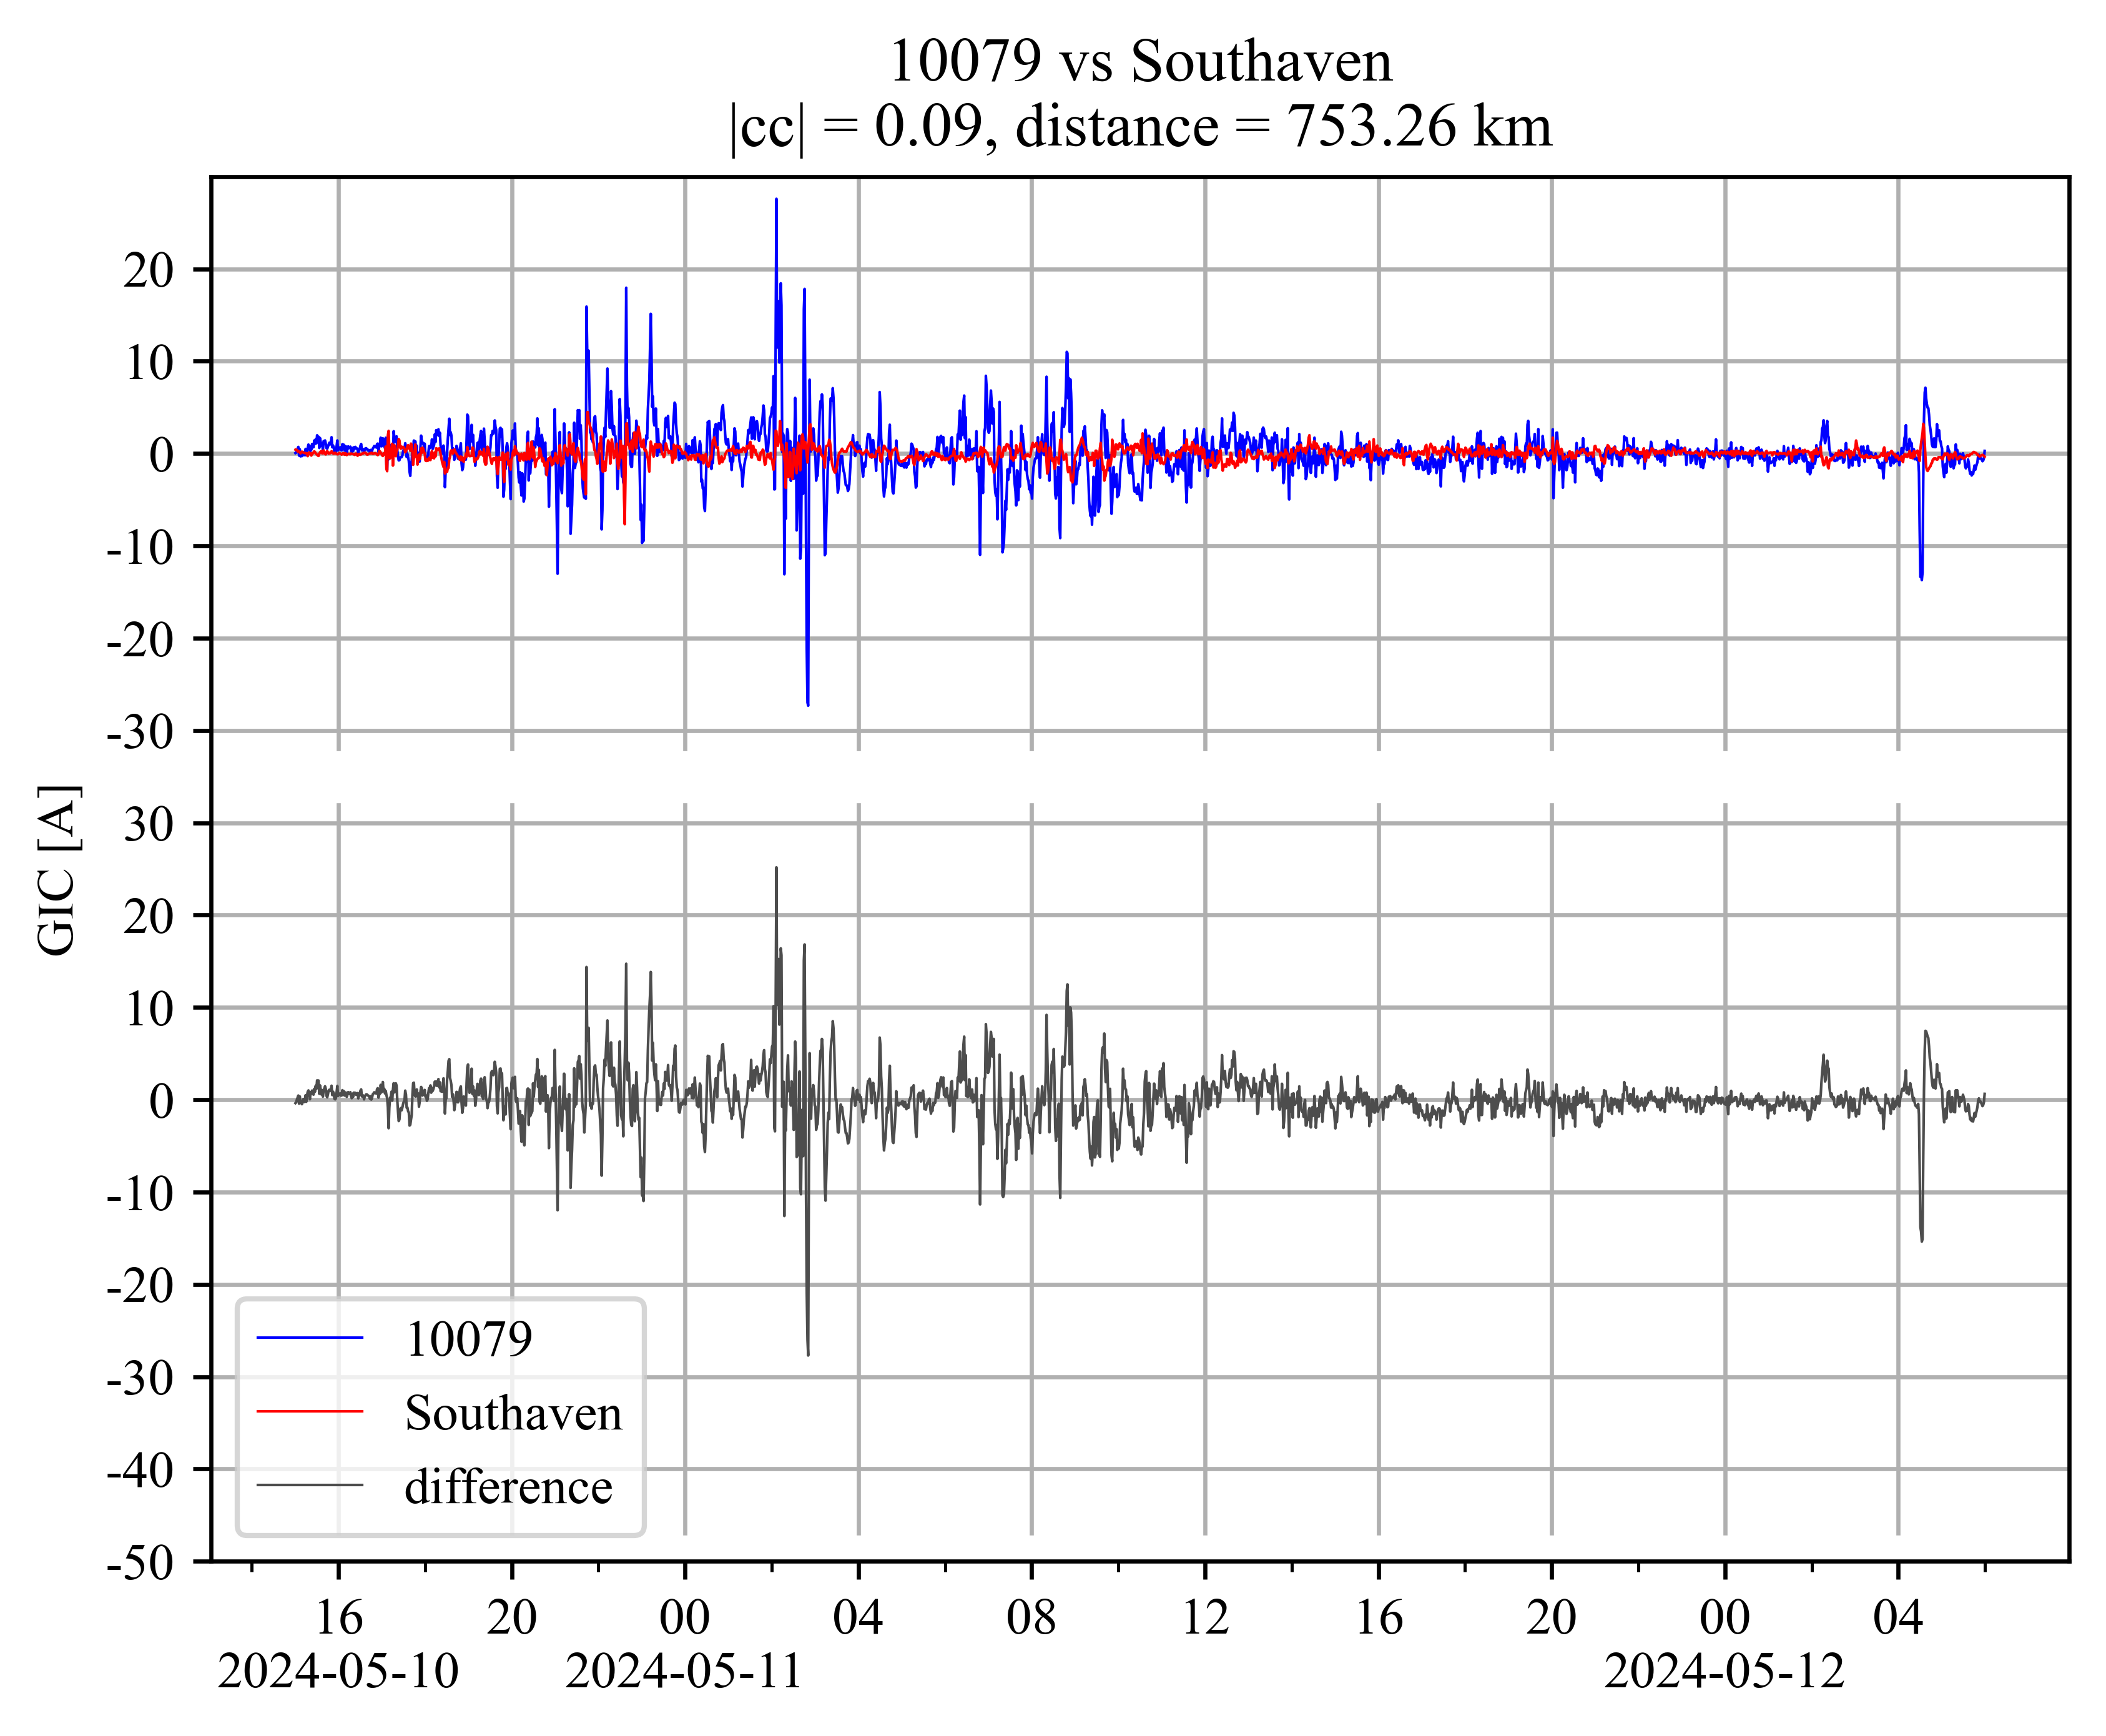 10079 vs Southaven
|cc| = 0.09, distance = 753.26 km
GIC [A]
20
10
0
-10
-20
-30
30
20
10
0
-10
-20
-30
-40
-50
10079
Southaven
difference
16 20 00 04 08 12 16 20 00 04
2024-05-10 2024-05-11 2024-05-12